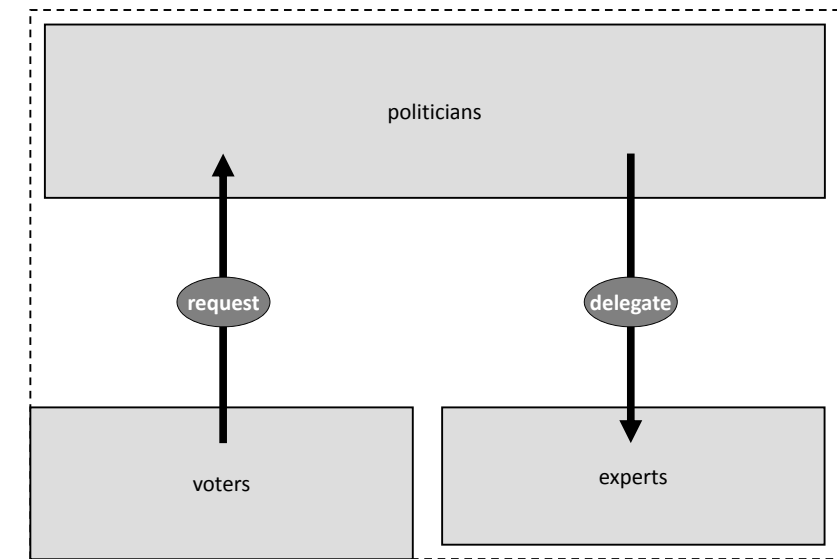 politicians
request
delegate
voters
experts